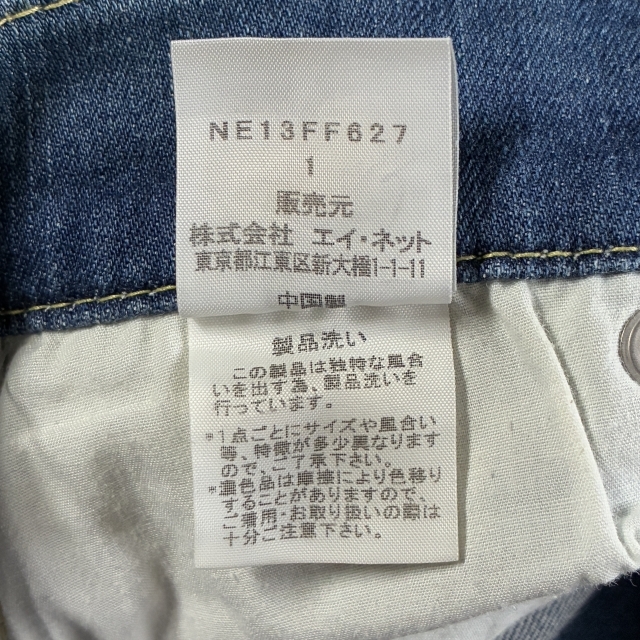 NE13FF627
1
販売元
株式会社 エイ・ネット
東京都江東区新大橋1-1-11
中国製
製品洗い
この製品は独特な風合
いを出す為、製品洗いを
行っています。
*1点ごとにサイズや風合い
等、特徴が多少異なります
ので、ご了承下さい。
*濃色品は摩擦により色移り
することがありますので、
ご着用・お取り扱いの際は
十分ご注意下さい。